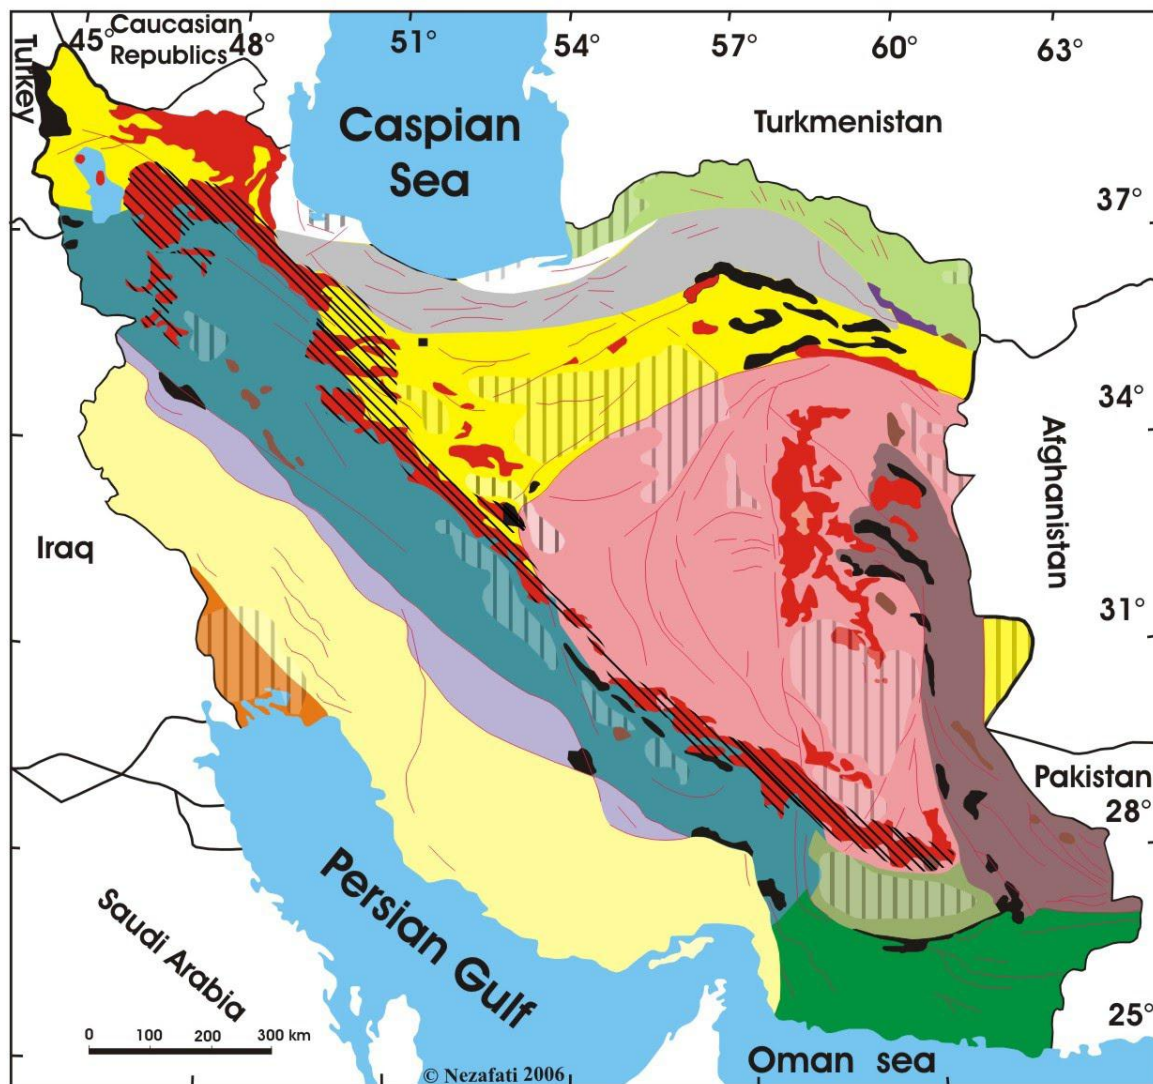 Caucasian
Republics
Turkey
45°
48°
51°
54°
57°
60°
63°
Caspian
Sea
Turkmenistan
37°
34°
Afghanistan
Iraq
31°
Pakistan
28°
Persian Gulf
Saudi Arabia
25°
0 100 200 300 km
Oman sea
© Nezafati 2006